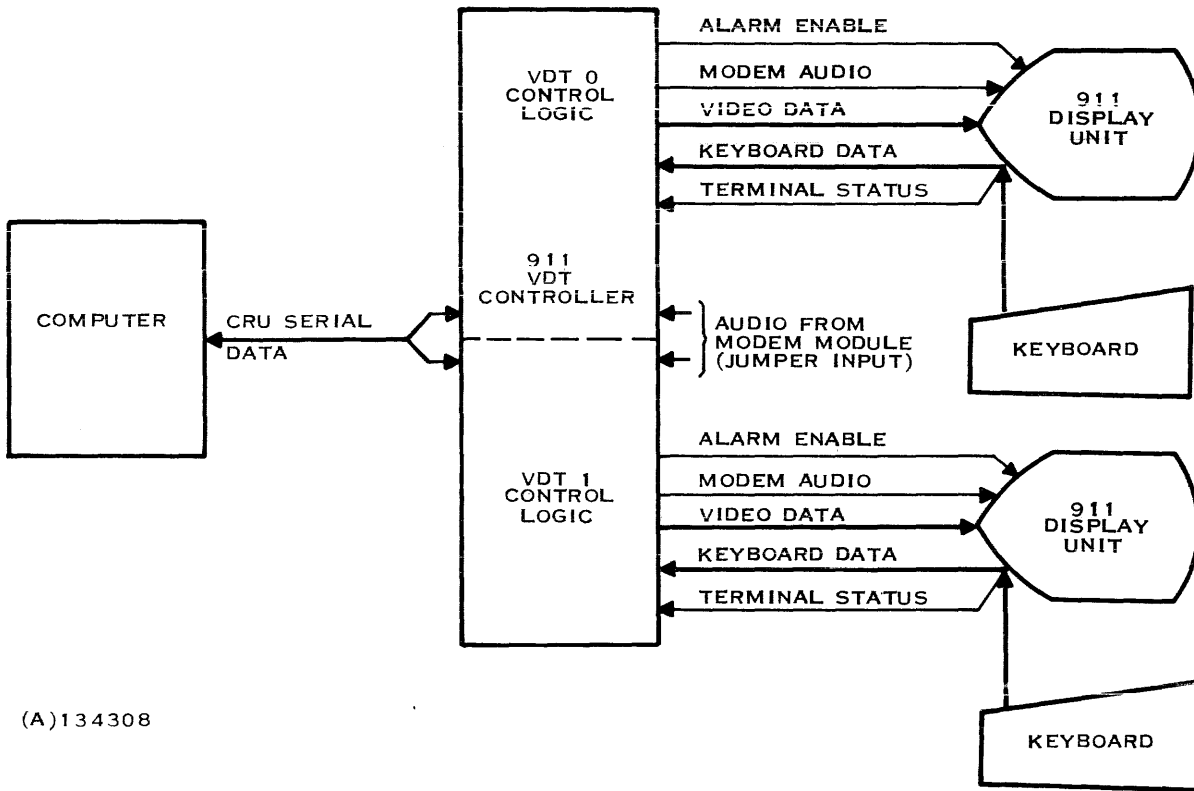 ALARM ENABLE
VDT 0
CONTROL
LOGIC
MODEM AUDIO
VIDEO DATA
KEYBOARD DATA
TERMINAL STATUS
911
DISPLAY
UNIT
COMPUTER
CRU SERIAL
DATA
911
VDT
CONTROLLER
AUDIO FROM
MODEM MODULE
(JUMPER INPUT)
KEYBOARD
VDT 1
CONTROL
LOGIC
ALARM ENABLE
MODEM AUDIO
VIDEO DATA
KEYBOARD DATA
TERMINAL STATUS
911
DISPLAY
UNIT
KEYBOARD
(A)134308